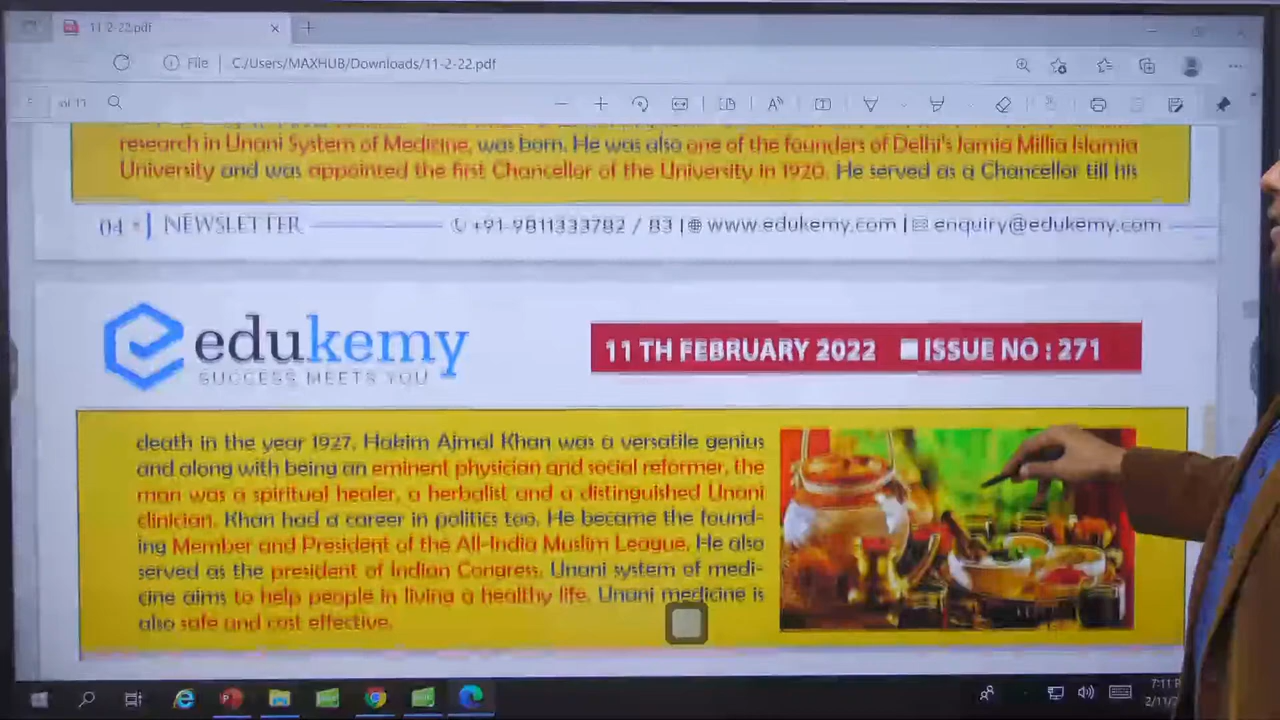 11-2-22.pdf
File C:/Users/MAXHUB/Downloads/11-2-22.pdf
of 11
research in Unani System of Medicine, was born. He was also one of the founders of Delhi's Jamia Millia Islamia
University and was appointed the first Chancellor of the University in 1920. He served as a Chancellor till his
04 NEWSLETTER +91-9811333782 / 83 | www.edukemy.com | enquiry@edukemy.com
edukemy
SUCCESS MEETS YOU
11 TH FEBRUARY 2022 ISSUE NO : 271
death in the year 1927. Hakim Ajmal Khan was a versatile genius
and along with being an eminent physician and social reformer, the
man was a spiritual healer, a herbalist and a distinguished Unani
clinician. Khan had a career in politics too. He became the found-
ing Member and President of the All-India Muslim League. He also
served as the president of Indian Congress. Unani system of medi-
cine aims to help people in living a healthy life. Unani medicine is
also safe and cost effective.
7:11 P
2/11/